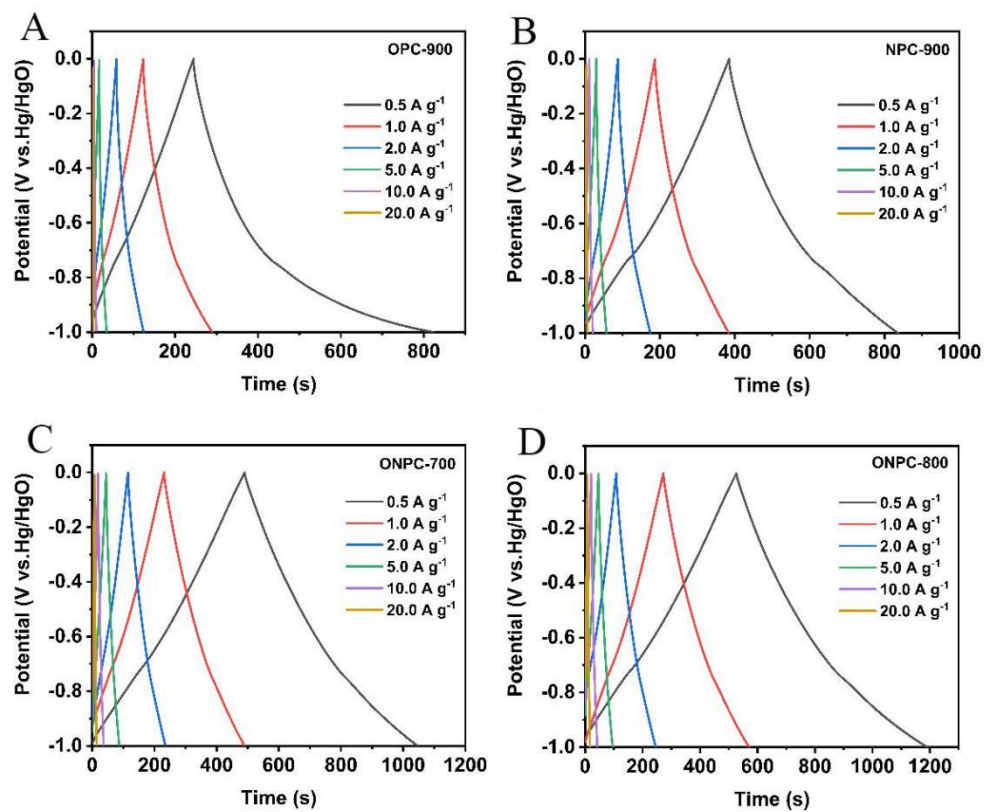 A
OPC-900
0.5 A g⁻¹
1.0 A g⁻¹
2.0 A g⁻¹
5.0 A g⁻¹
10.0 A g⁻¹
20.0 A g⁻¹
Potential (V vs.Hg/HgO)
0.0
-0.2
-0.4
-0.6
-0.8
-1.0
0 200 400 600 800
Time (s)
B
NPC-900
0.5 A g⁻¹
1.0 A g⁻¹
2.0 A g⁻¹
5.0 A g⁻¹
10.0 A g⁻¹
20.0 A g⁻¹
Potential (V vs.Hg/HgO)
0.0
-0.2
-0.4
-0.6
-0.8
-1.0
0 200 400 600 800 1000
Time (s)
C
ONPC-700
0.5 A g⁻¹
1.0 A g⁻¹
2.0 A g⁻¹
5.0 A g⁻¹
10.0 A g⁻¹
20.0 A g⁻¹
Potential (V vs.Hg/HgO)
0.0
-0.2
-0.4
-0.6
-0.8
-1.0
0 200 400 600 800 1000 1200
Time (s)
D
ONPC-800
0.5 A g⁻¹
1.0 A g⁻¹
2.0 A g⁻¹
5.0 A g⁻¹
10.0 A g⁻¹
20.0 A g⁻¹
Potential (V vs.Hg/HgO)
0.0
-0.2
-0.4
-0.6
-0.8
-1.0
0 200 400 600 800 1000 1200
Time (s)